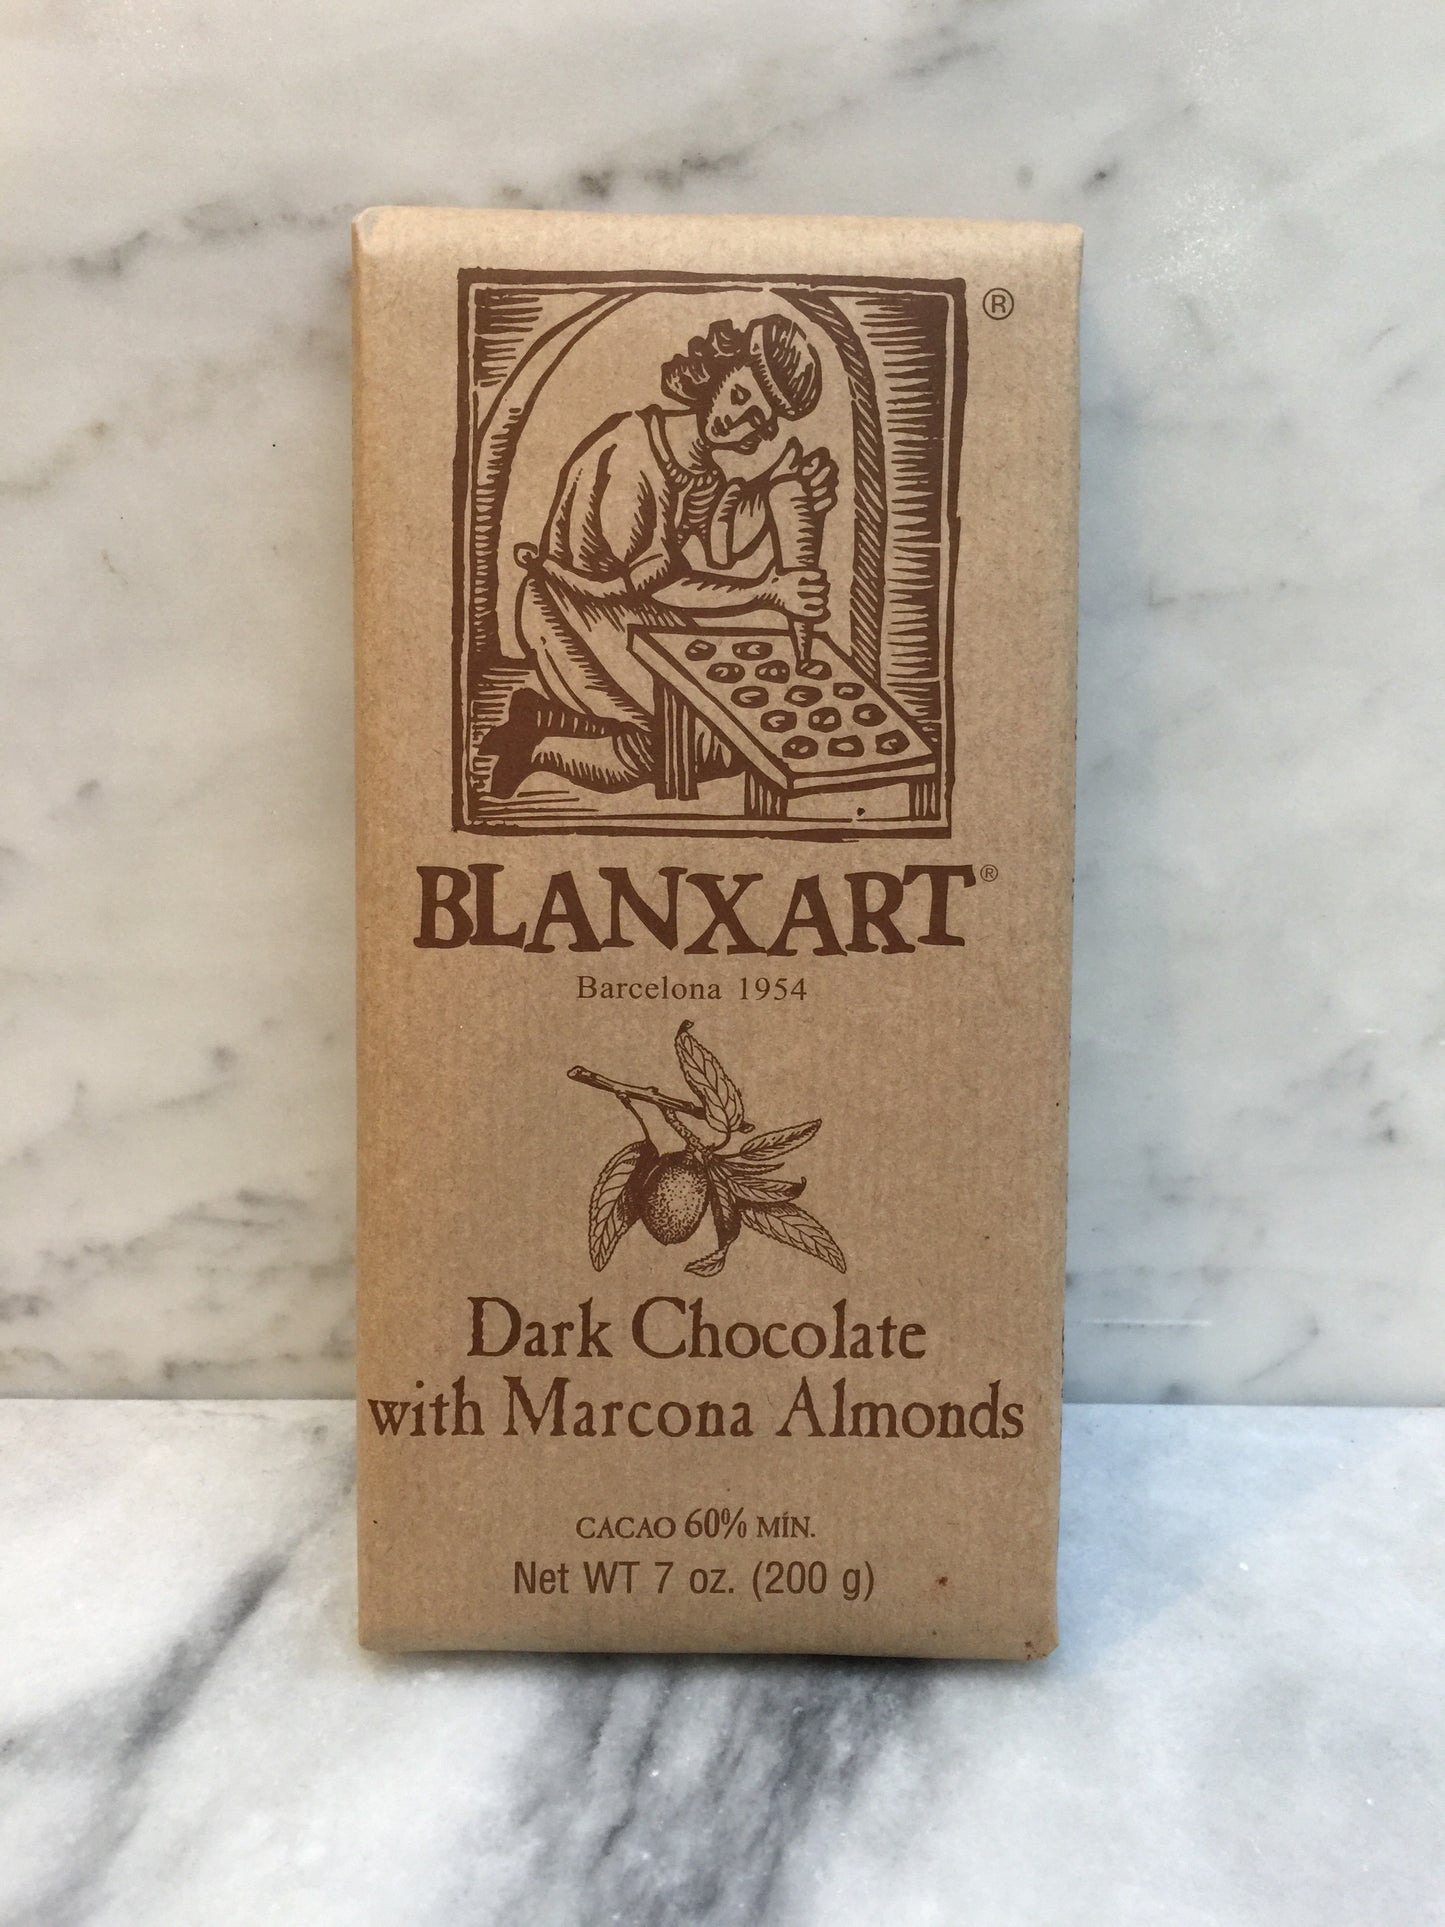 ®
BLANXART®
Barcelona 1954
Dark Chocolate
with Marcona Almonds
CACAO 60% MÍN.
Net WT 7 oz. (200 g)